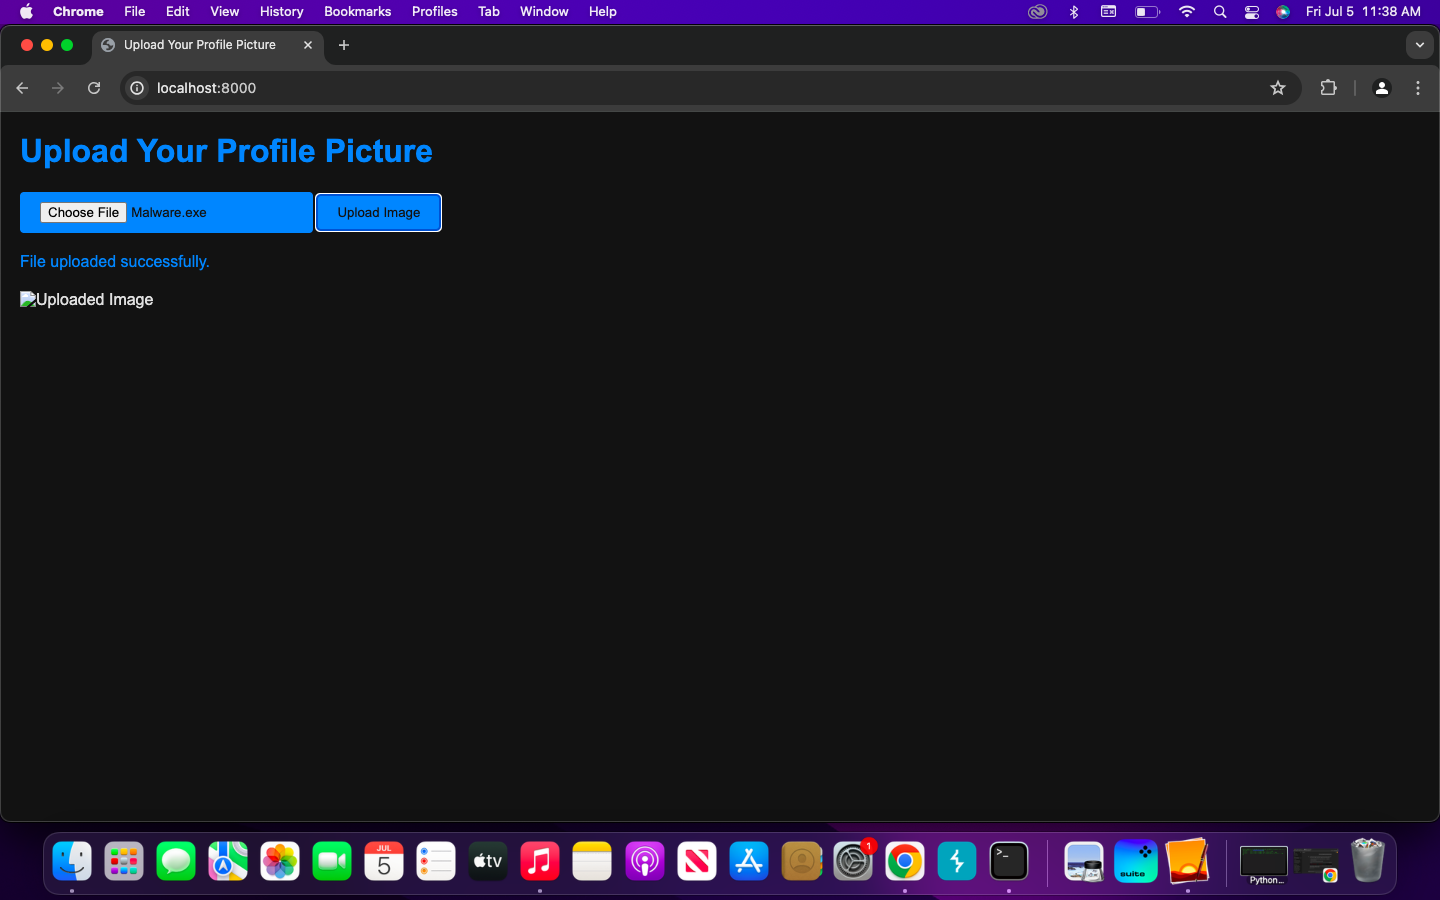 Chrome File Edit View History Bookmarks Profiles Tab Window Help Fri Jul 5 11:38 AM
Upload Your Profile Picture
localhost:8000
Upload Your Profile Picture
Choose File Malware.exe Upload Image
File uploaded successfully.
Uploaded Image
JUL
5
tv
1
>_
suite
Python...